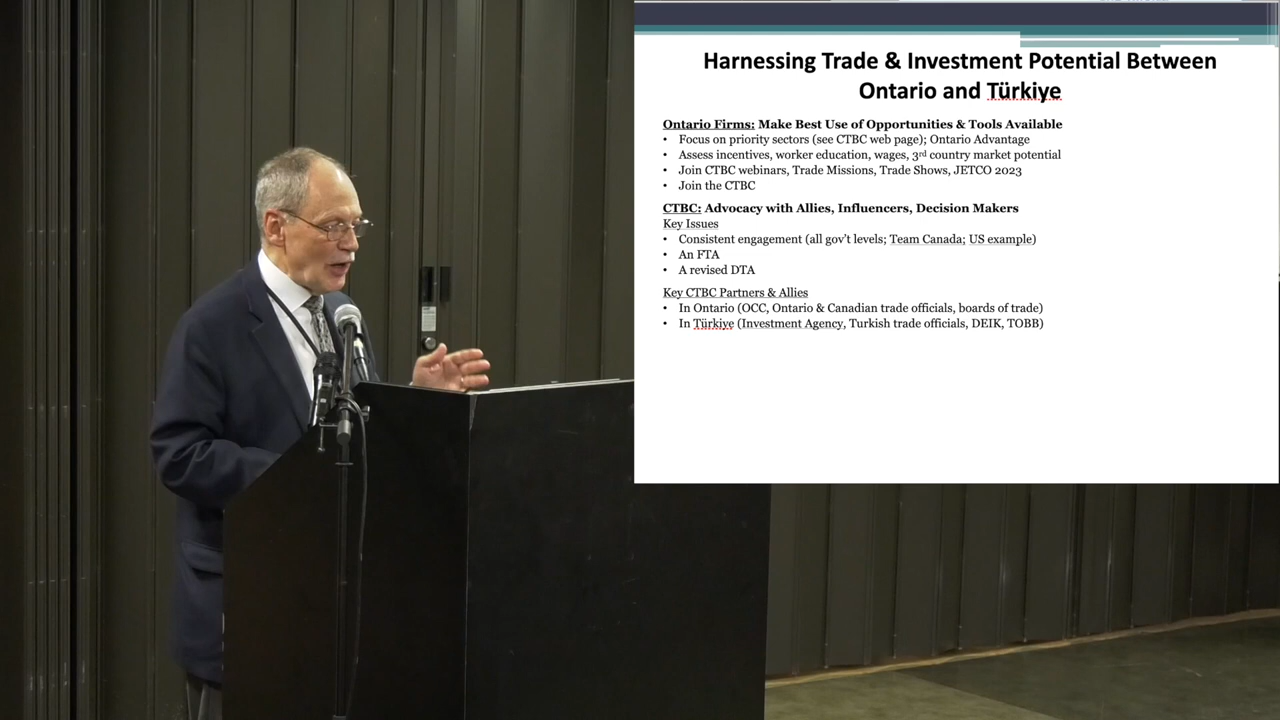 Harnessing Trade & Investment Potential Between
Ontario and Türkiye
Ontario Firms: Make Best Use of Opportunities & Tools Available
• Focus on priority sectors (see CTBC web page); Ontario Advantage
• Assess incentives, worker education, wages, 3rd country market potential
• Join CTBC webinars, Trade Missions, Trade Shows, JETCO 2023
• Join the CTBC
CTBC: Advocacy with Allies, Influencers, Decision Makers
Key Issues
• Consistent engagement (all gov't levels; Team Canada; US example)
• An FTA
• A revised DTA
Key CTBC Partners & Allies
• In Ontario (OCC, Ontario & Canadian trade officials, boards of trade)
• In Türkiye (Investment Agency, Turkish trade officials, DEIK, TOBB)